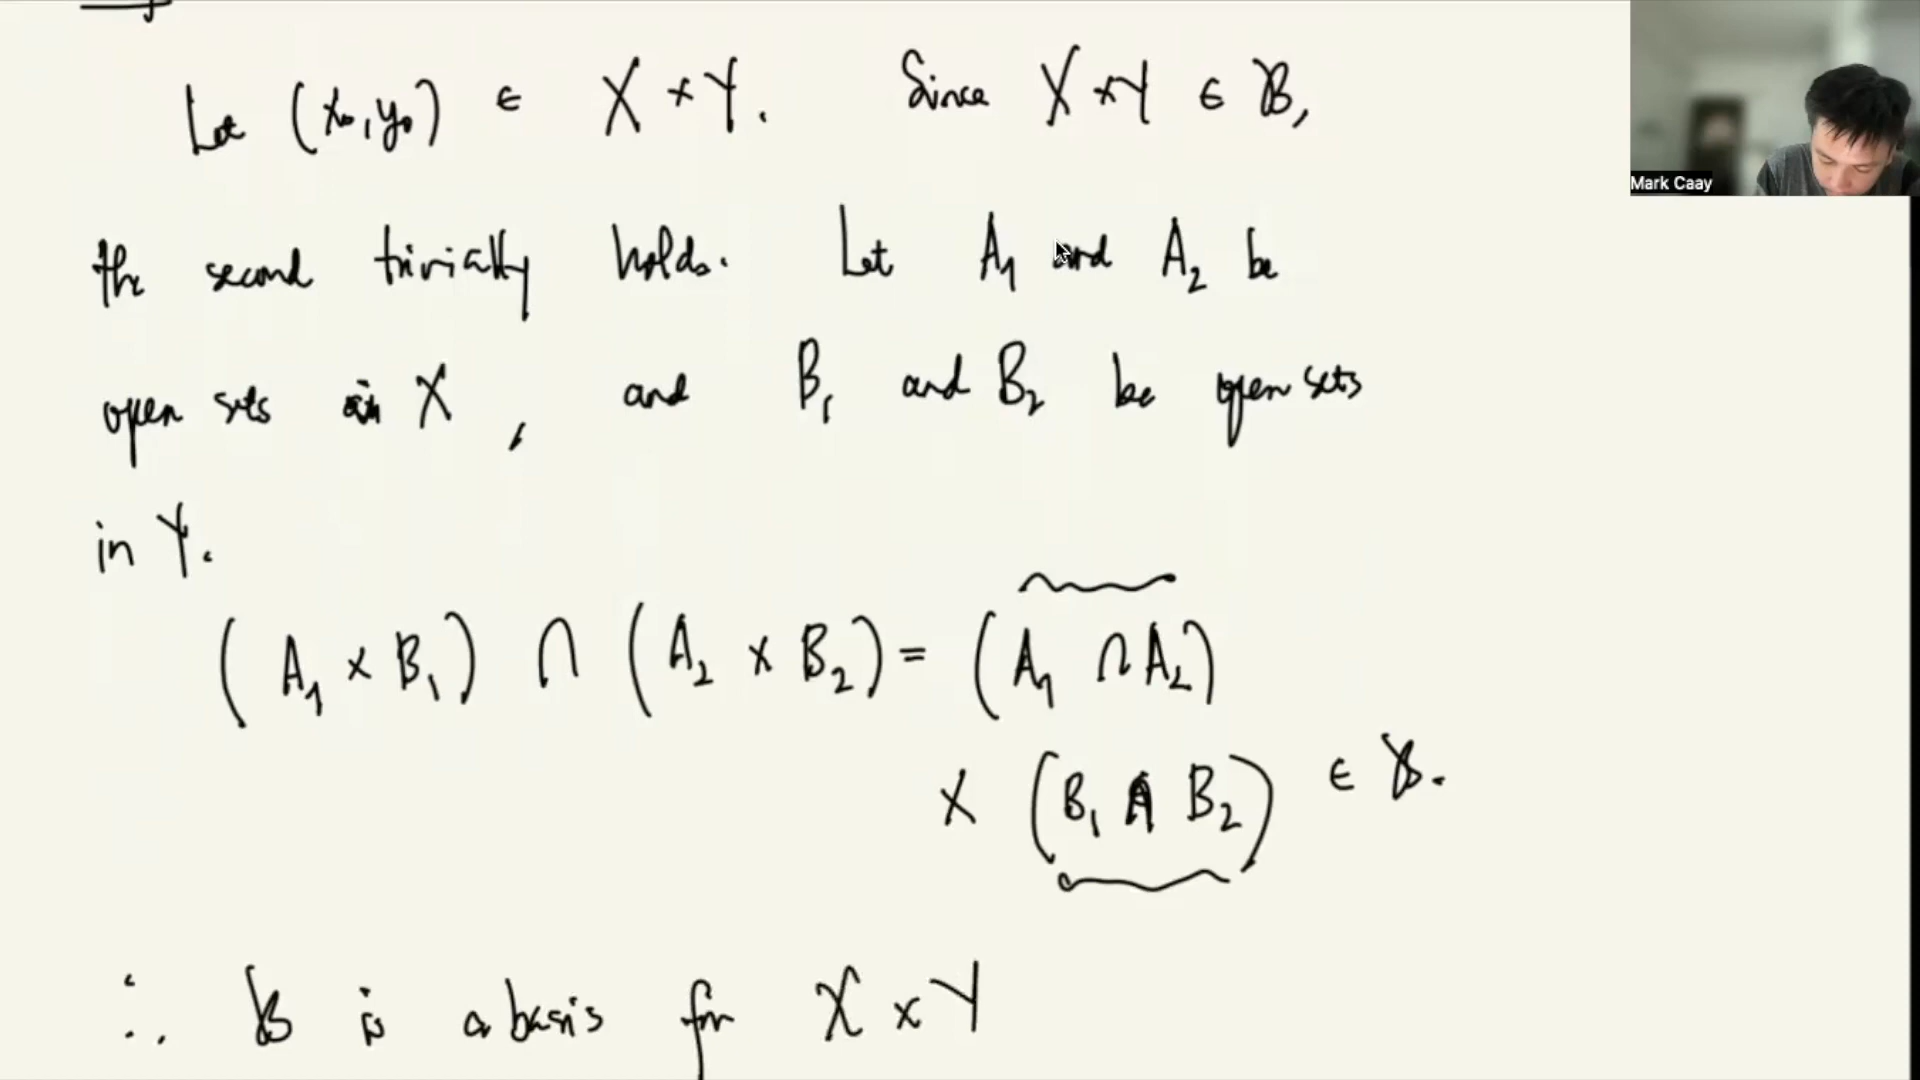 Let (x₀,y₀) ∈ X × Y. Since X × Y ∈ ℬ,
the second trivially holds. Let A₁ and A₂ be
open sets in X, and B₁ and B₂ be open sets
in Y.
(A₁ × B₁) ∩ (A₂ × B₂) = (A₁ ∩ A₂)
× (B₁ ∩ B₂) ∈ ℬ.
∴ ℬ is a basis for X × Y
Mark Caay